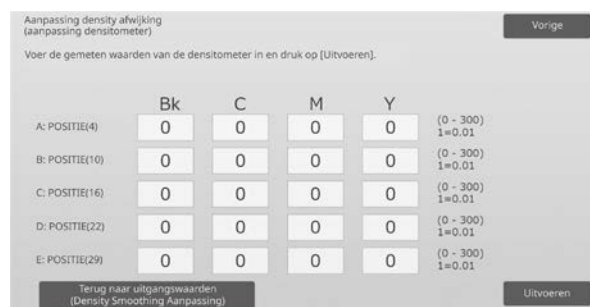 Aanpassing density afwijking
(aanpassing densitometer)
Vorige
Voer de gemeten waarden van de densitometer in en druk op [Uitvoeren].
Bk C M Y
A: POSITIE(4) 0 0 0 0 (0 - 300)
1=0.01
B: POSITIE(10) 0 0 0 0 (0 - 300)
1=0.01
C: POSITIE(16) 0 0 0 0 (0 - 300)
1=0.01
D: POSITIE(22) 0 0 0 0 (0 - 300)
1=0.01
E: POSITIE(29) 0 0 0 0 (0 - 300)
1=0.01
Terug naar uitgangswaarden
(Density Smoothing Aanpassing)
Uitvoeren